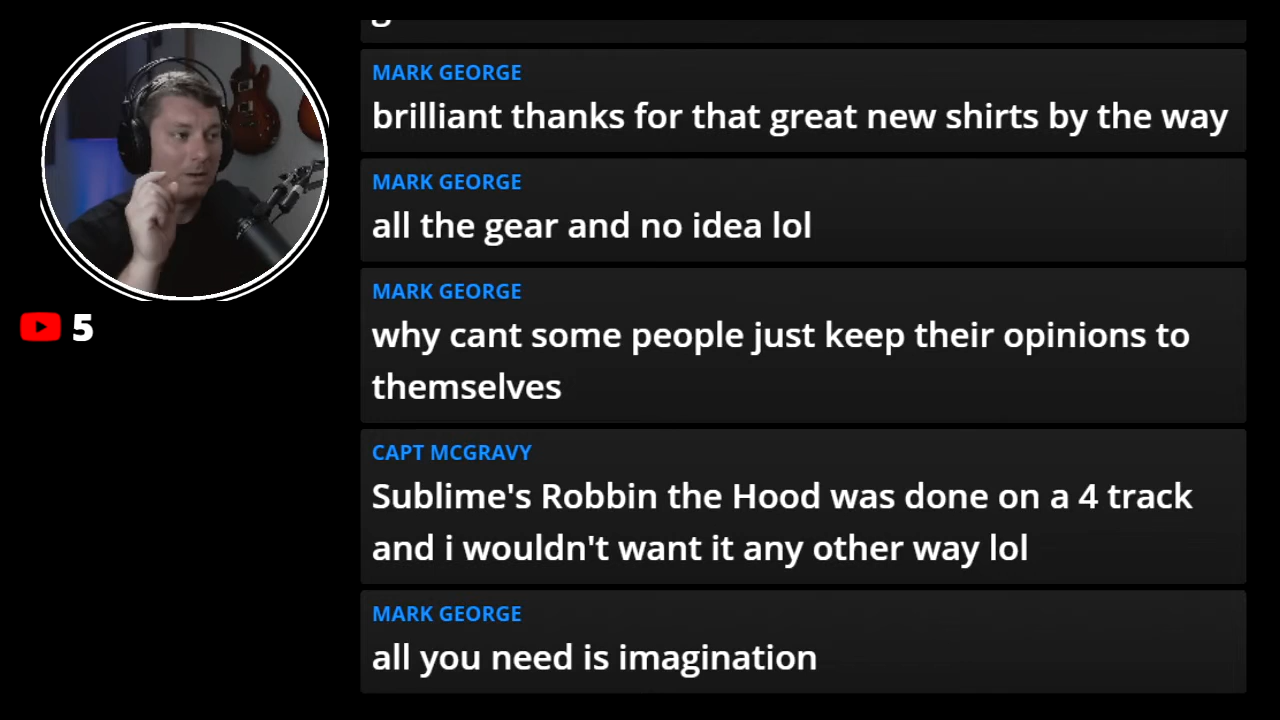 MARK GEORGE
brilliant thanks for that great new shirts by the way
MARK GEORGE
all the gear and no idea lol
MARK GEORGE
why cant some people just keep their opinions to
themselves
CAPT MCGRAVY
Sublime's Robbin the Hood was done on a 4 track
and i wouldn't want it any other way lol
MARK GEORGE
all you need is imagination
5